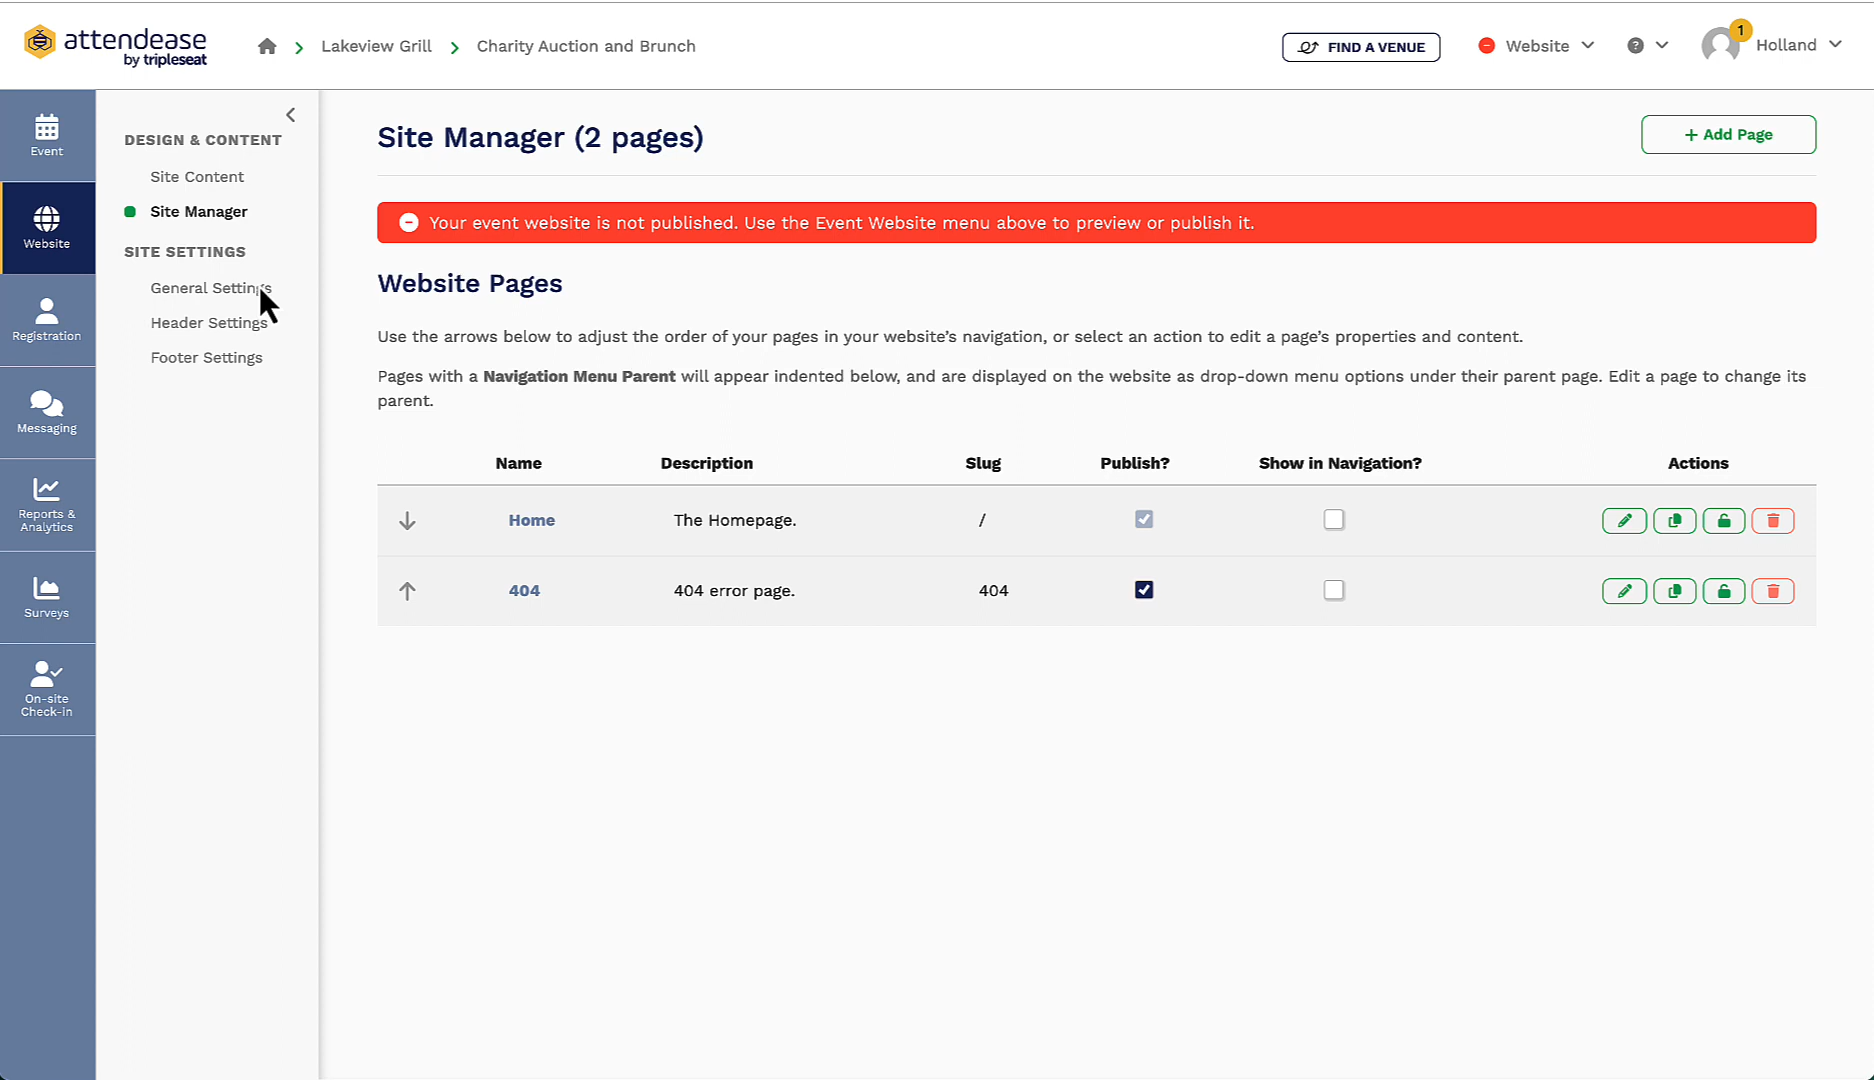 attendease
by tripleseat
Lakeview Grill
Charity Auction and Brunch
FIND A VENUE
Website
?
1
Holland
Event
Website
Registration
Messaging
Reports &
Analytics
Surveys
On-site
Check-in
DESIGN & CONTENT
Site Content
Site Manager
SITE SETTINGS
General Settings
Header Settings
Footer Settings
Site Manager (2 pages)
+ Add Page
Your event website is not published. Use the Event Website menu above to preview or publish it.
Website Pages
Use the arrows below to adjust the order of your pages in your website’s navigation, or select an action to edit a page’s properties and content.
Pages with a Navigation Menu Parent will appear indented below, and are displayed on the website as drop-down menu options under their parent page. Edit a page to change its
parent.
Name Description Slug Publish? Show in Navigation? Actions
Home The Homepage. /
404 404 error page. 404